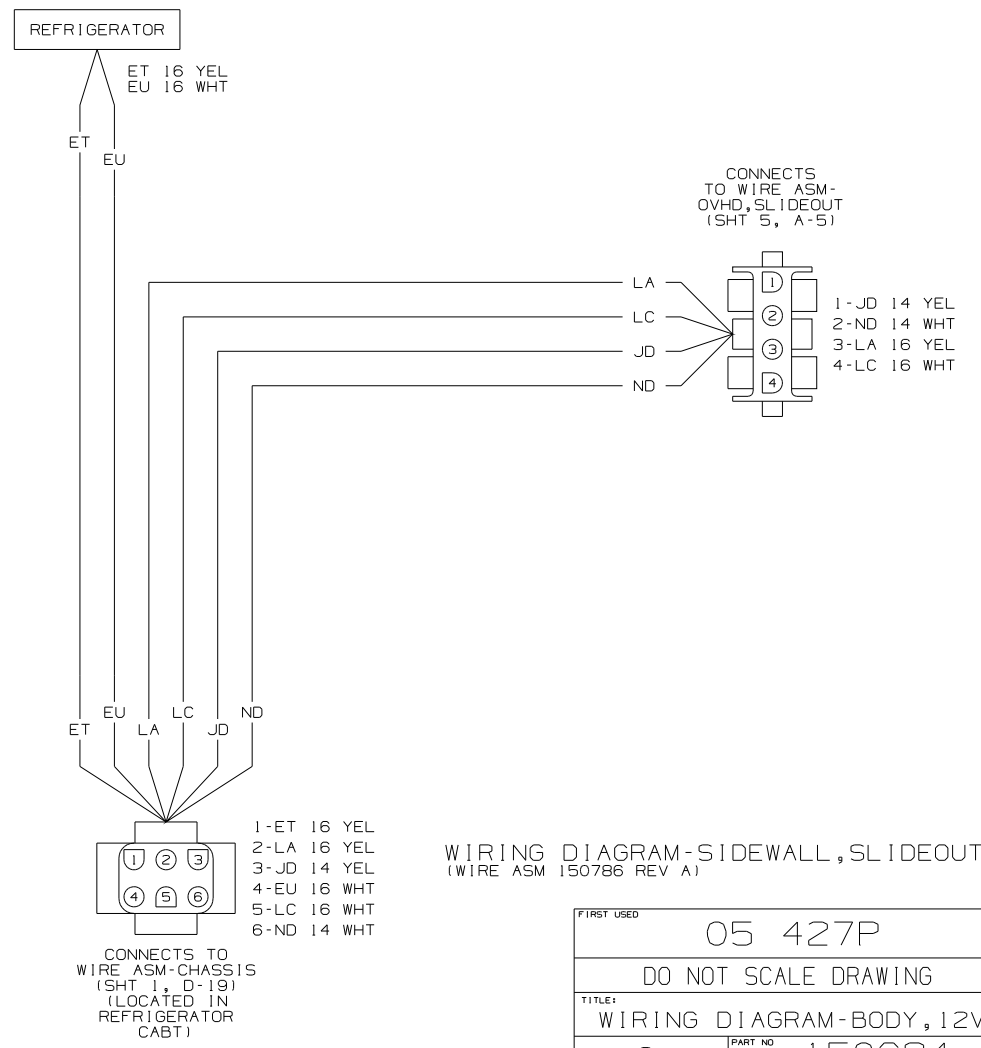 REFRIGERATOR
ET 16 YEL
EU 16 WHT
ET
EU
CONNECTS
TO WIRE ASM-
OVHD,SLIDEOUT
(SHT 5, A-5)
LA
LC
JD
ND
1
2
3
4
1-JD 14 YEL
2-ND 14 WHT
3-LA 16 YEL
4-LC 16 WHT
EU
LC
ND
ET
LA
JD
1
2
3
4
5
6
1-ET 16 YEL
2-LA 16 YEL
3-JD 14 YEL
4-EU 16 WHT
5-LC 16 WHT
6-ND 14 WHT
CONNECTS TO
WIRE ASM-CHASSIS
(SHT 1, D-19)
(LOCATED IN
REFRIGERATOR
CABT)
WIRING DIAGRAM-SIDEWALL,SLIDEOUT
(WIRE ASM 150786 REV A)
FIRST USED
05 427P
DO NOT SCALE DRAWING
TITLE:
WIRING DIAGRAM-BODY,12V
PART NO